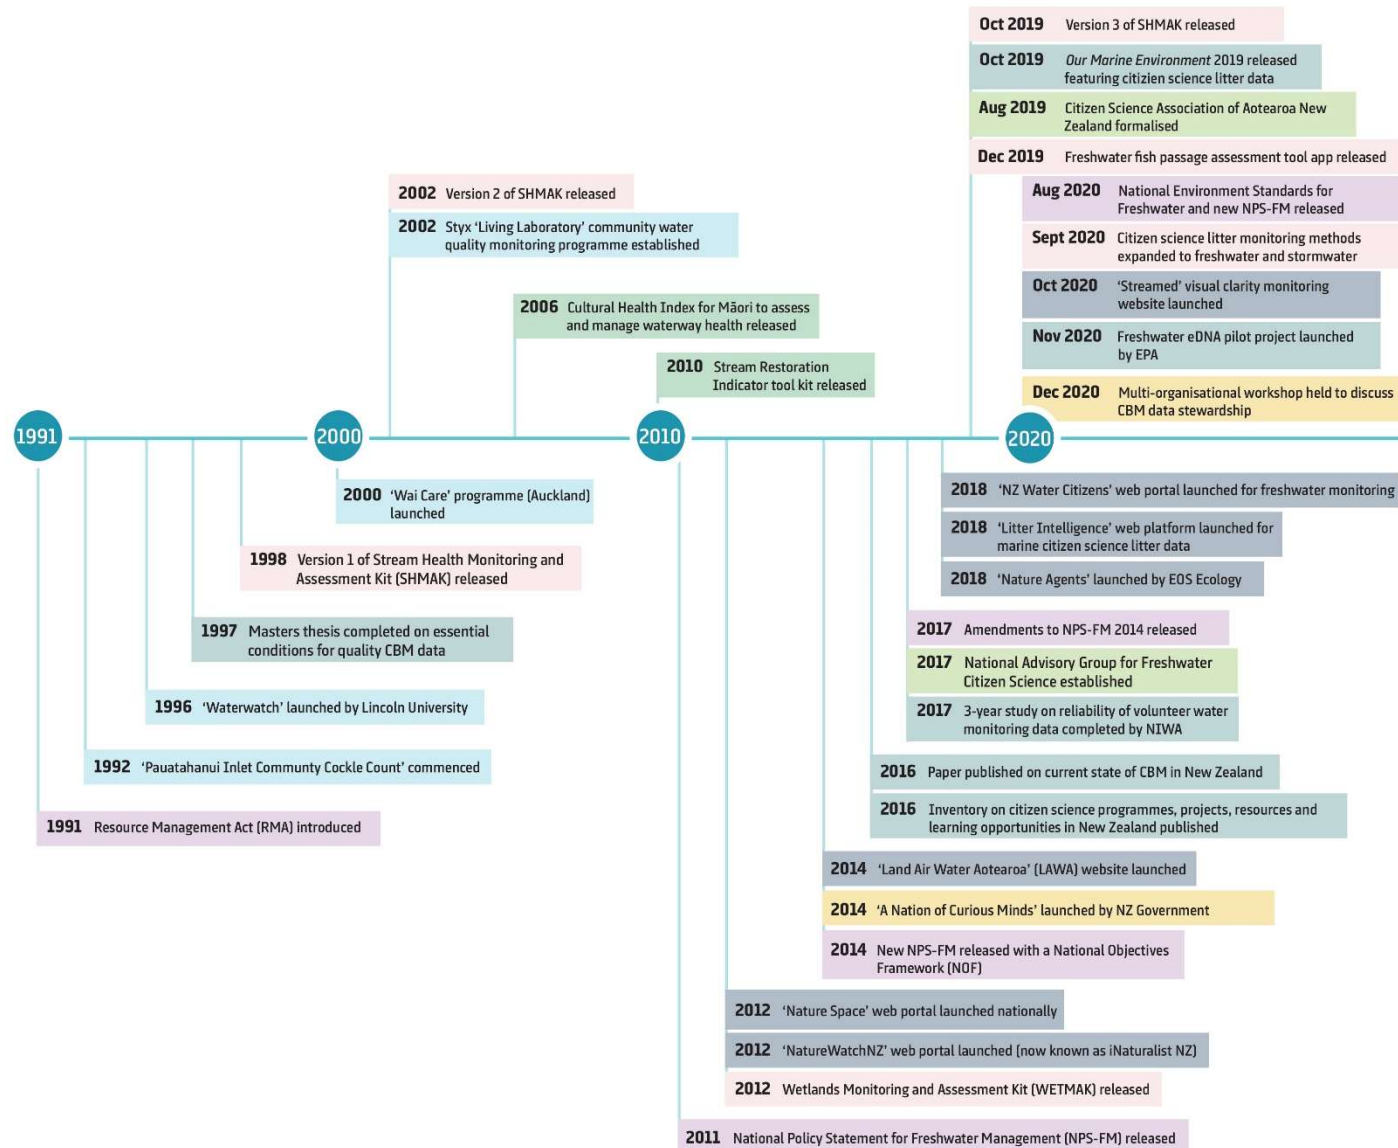 Oct 2019 Version 3 of SHMAK released
Oct 2019 Our Marine Environment 2019 released
featuring citizien science litter data
Aug 2019 Citizen Science Association of Aotearoa New
Zealand formalised
Dec 2019 Freshwater fish passage assessment tool app released
Aug 2020 National Environment Standards for
Freshwater and new NPS-FM released
Sept 2020 Citizen science litter monitoring methods
expanded to freshwater and stormwater
Oct 2020 ‘Streamed’ visual clarity monitoring
website launched
Nov 2020 Freshwater eDNA pilot project launched
by EPA
Dec 2020 Multi-organisational workshop held to discuss
CBM data stewardship
2002 Version 2 of SHMAK released
2002 Styx ‘Living Laboratory’ community water
quality monitoring programme established
2006 Cultural Health Index for Māori to assess
and manage waterway health released
2010 Stream Restoration
Indicator tool kit released
1991
2000
2010
2020
2000 ‘Wai Care’ programme (Auckland)
launched
1998 Version 1 of Stream Health Monitoring and
Assessment Kit (SHMAK) released
1997 Masters thesis completed on essential
conditions for quality CBM data
1996 ‘Waterwatch’ launched by Lincoln University
1992 ‘Pauatahanui Inlet Communty Cockle Count’ commenced
1991 Resource Management Act (RMA) introduced
2018 ‘NZ Water Citizens’ web portal launched for freshwater monitoring
2018 ‘Litter Intelligence’ web platform launched for
marine citizen science litter data
2018 ‘Nature Agents’ launched by EOS Ecology
2017 Amendments to NPS-FM 2014 released
2017 National Advisory Group for Freshwater
Citizen Science established
2017 3-year study on reliability of volunteer water
monitoring data completed by NIWA
2016 Paper published on current state of CBM in New Zealand
2016 Inventory on citizen science programmes, projects, resources and
learning opportunities in New Zealand published
2014 ‘Land Air Water Aotearoa’ (LAWA) website launched
2014 ‘A Nation of Curious Minds’ launched by NZ Government
2014 New NPS-FM released with a National Objectives
Framework (NOF)
2012 ‘Nature Space’ web portal launched nationally
2012 ‘NatureWatchNZ’ web portal launched (now known as iNaturalist NZ)
2012 Wetlands Monitoring and Assessment Kit (WETMAK) released
2011 National Policy Statement for Freshwater Management (NPS-FM) released